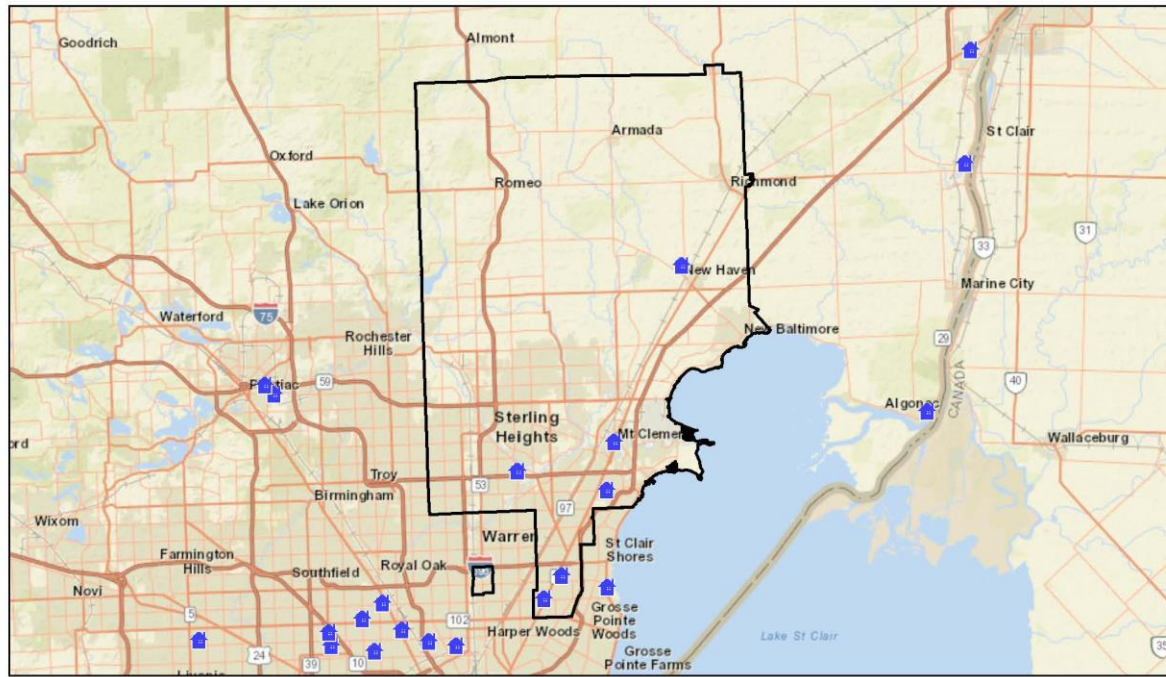 Goodrich
Almont
St Clair
Armada
Oxford
Romeo
Richmond
Lake Orion
31
33
New Haven
Marine City
75
Waterford
Rochester
Hills
New Baltimore
29
CANADA
59
40
Algonac
Sterling
Heights
Mt Clemens
Wallaceburg
Troy
53
Birmingham
97
Wixom
Warren
St Clair
Shores
Farmington
Hills
Royal Oak
Southfield
Novi
Grosse
Pointe
Woods
5
102
Harper Woods
Lake St Clair
24
39
10
Grosse
Pointe Farms
35